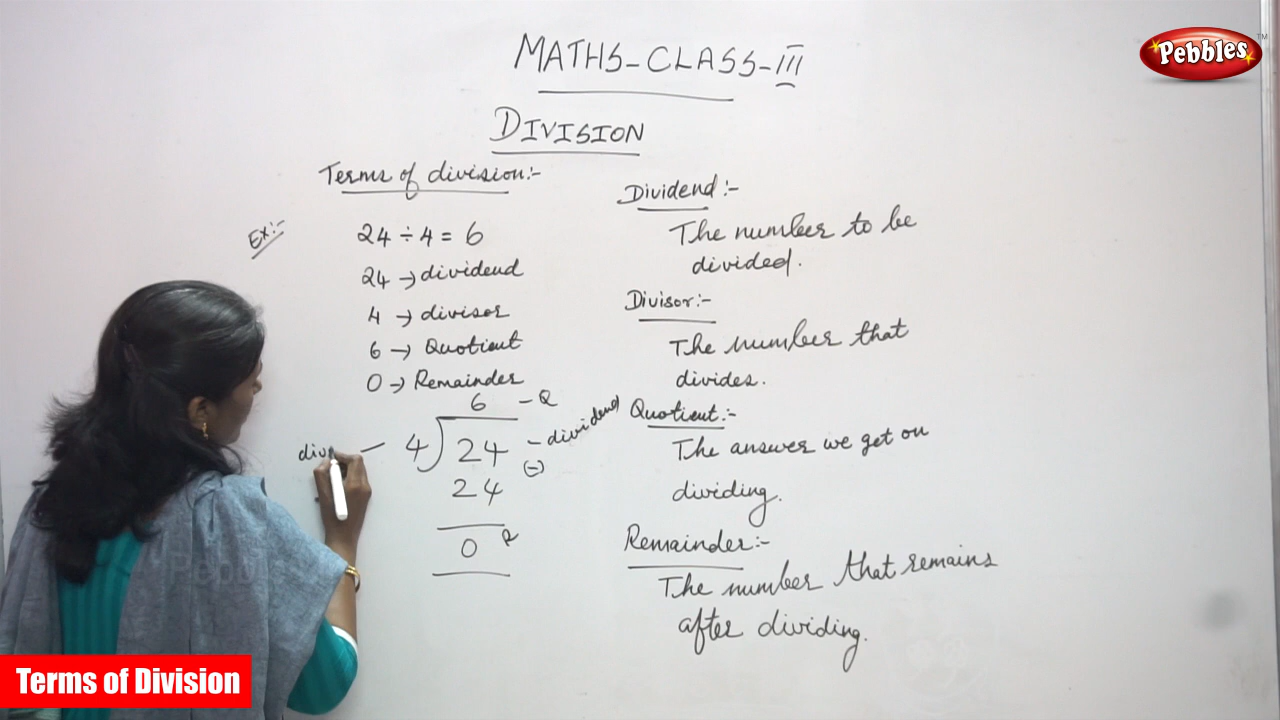 Pebbles™
MATHS-CLASS-III
DIVISION
Terms of division:-
Ex:-
24 ÷ 4 = 6
24 → dividend
4 → divisor
6 → Quotient
0 → Remainder
6 - Q
div - 4) 24 - dividend
(-)
24
0 R
Dividend:-
The number to be
divided.
Divisor:-
The number that
divides.
Quotient:-
The answer we get on
dividing.
Remainder:-
The number that remains
after dividing.
Terms of Division